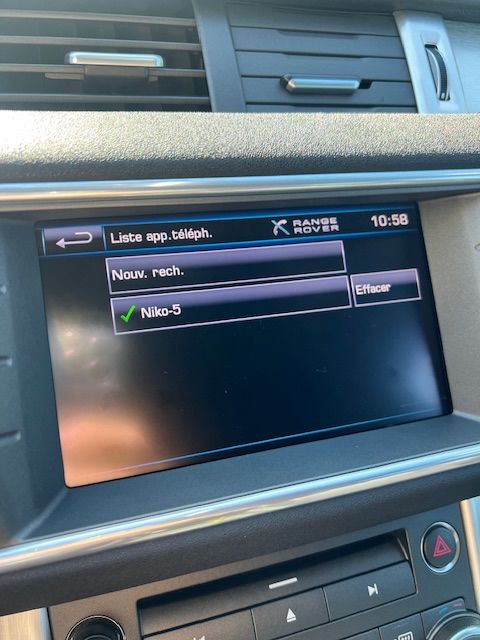 Liste app.téléph.
RANGE
ROVER
10:58
Nouv. rech.
Niko-5
Effacer